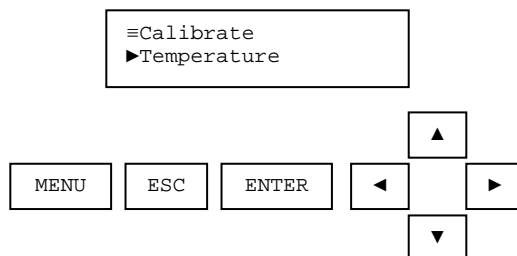 ≡Calibrate
►Temperature
▲
MENU ESC ENTER ◄ ►
▼